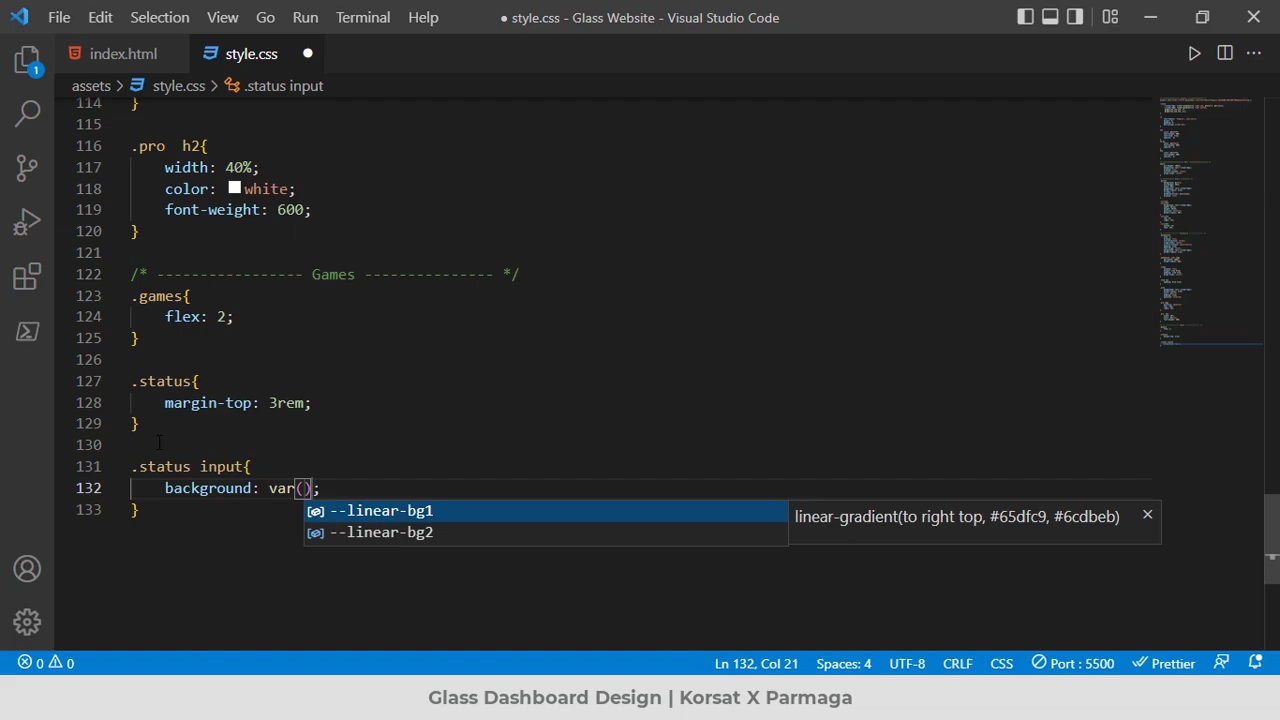 File Edit Selection View Go Run Terminal Help
● style.css - Glass Website - Visual Studio Code
index.html style.css ●
assets > style.css > .status input
1
114 }
115
116 .pro  h2{
117 width: 40%;
118 color: white;
119 font-weight: 600;
120 }
121
122 /* ----------------- Games --------------- */
123 .games{
124 flex: 2;
125 }
126
127 .status{
128 margin-top: 3rem;
129 }
130
131 .status input{
132 background: var();
133 }
--linear-bg1
--linear-bg2
linear-gradient(to right top, #65dfc9, #6cdbeb)
0 0 Ln 132, Col 21 Spaces: 4 UTF-8 CRLF CSS Port : 5500 Prettier
Glass Dashboard Design | Korsat X Parmaga